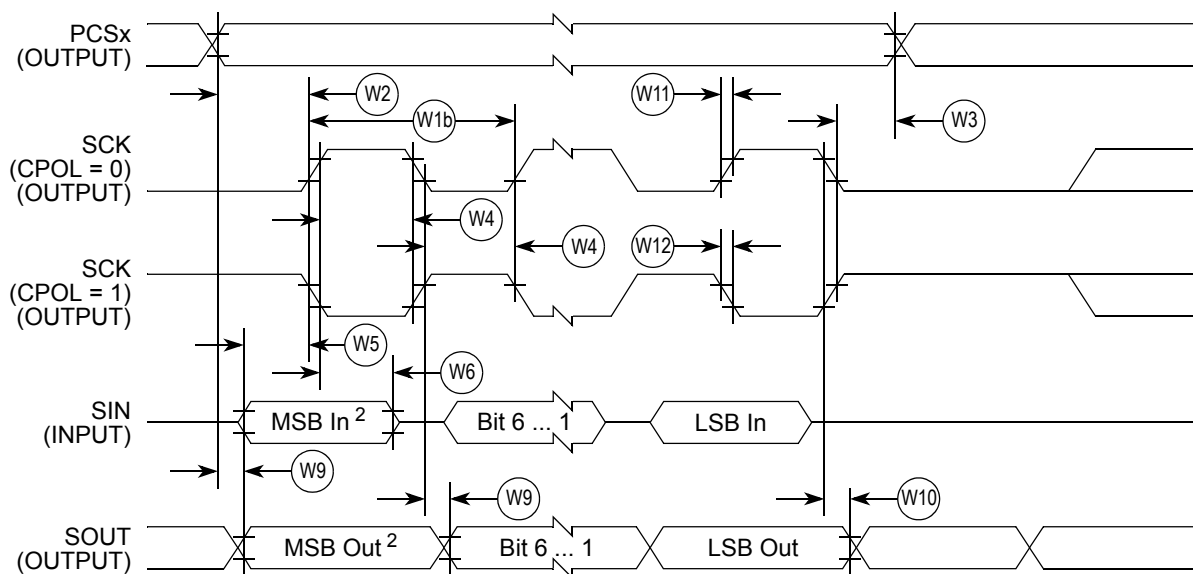 PCSx
(OUTPUT)
W2
W11
W1b
W3
SCK
(CPOL = 0)
(OUTPUT)
W4
W4
W12
SCK
(CPOL = 1)
(OUTPUT)
W5
W6
SIN
(INPUT)
MSB In 2
Bit 6 ... 1
LSB In
W9
W9
W10
SOUT
(OUTPUT)
MSB Out 2
Bit 6 ... 1
LSB Out